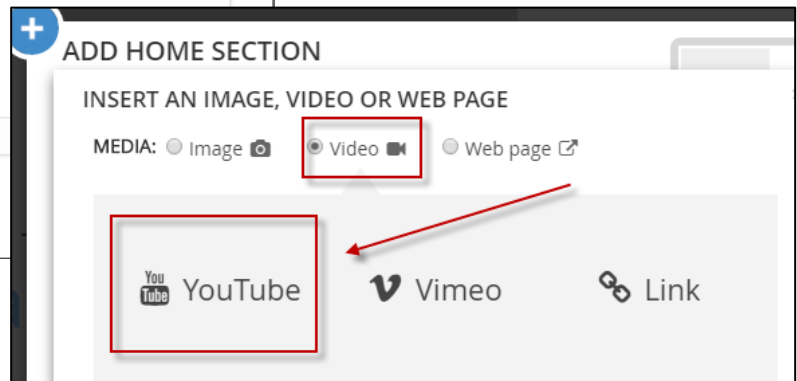 ADD HOME SECTION
INSERT AN IMAGE, VIDEO OR WEB PAGE
MEDIA: Image Video Web page
You Tube YouTube Vimeo Link